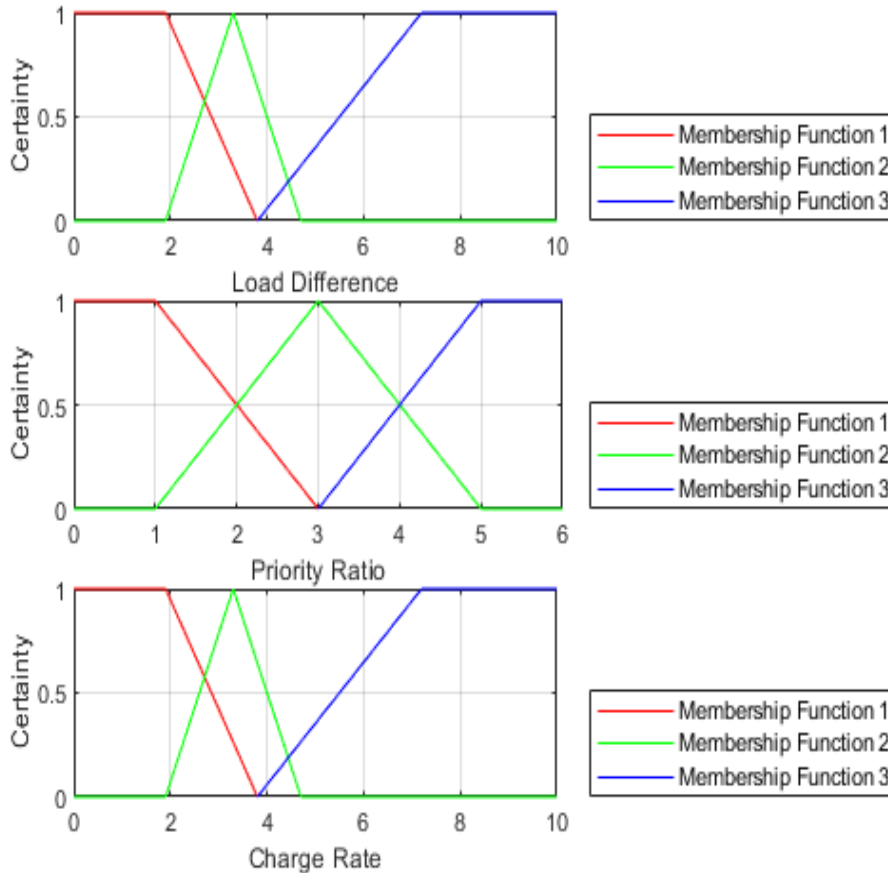 1
0.5
0
Certainty
0 2 4 6 8 10
Load Difference
Membership Function 1
Membership Function 2
Membership Function 3
1
0.5
0
Certainty
0 1 2 3 4 5 6
Priority Ratio
Membership Function 1
Membership Function 2
Membership Function 3
1
0.5
0
Certainty
0 2 4 6 8 10
Charge Rate
Membership Function 1
Membership Function 2
Membership Function 3